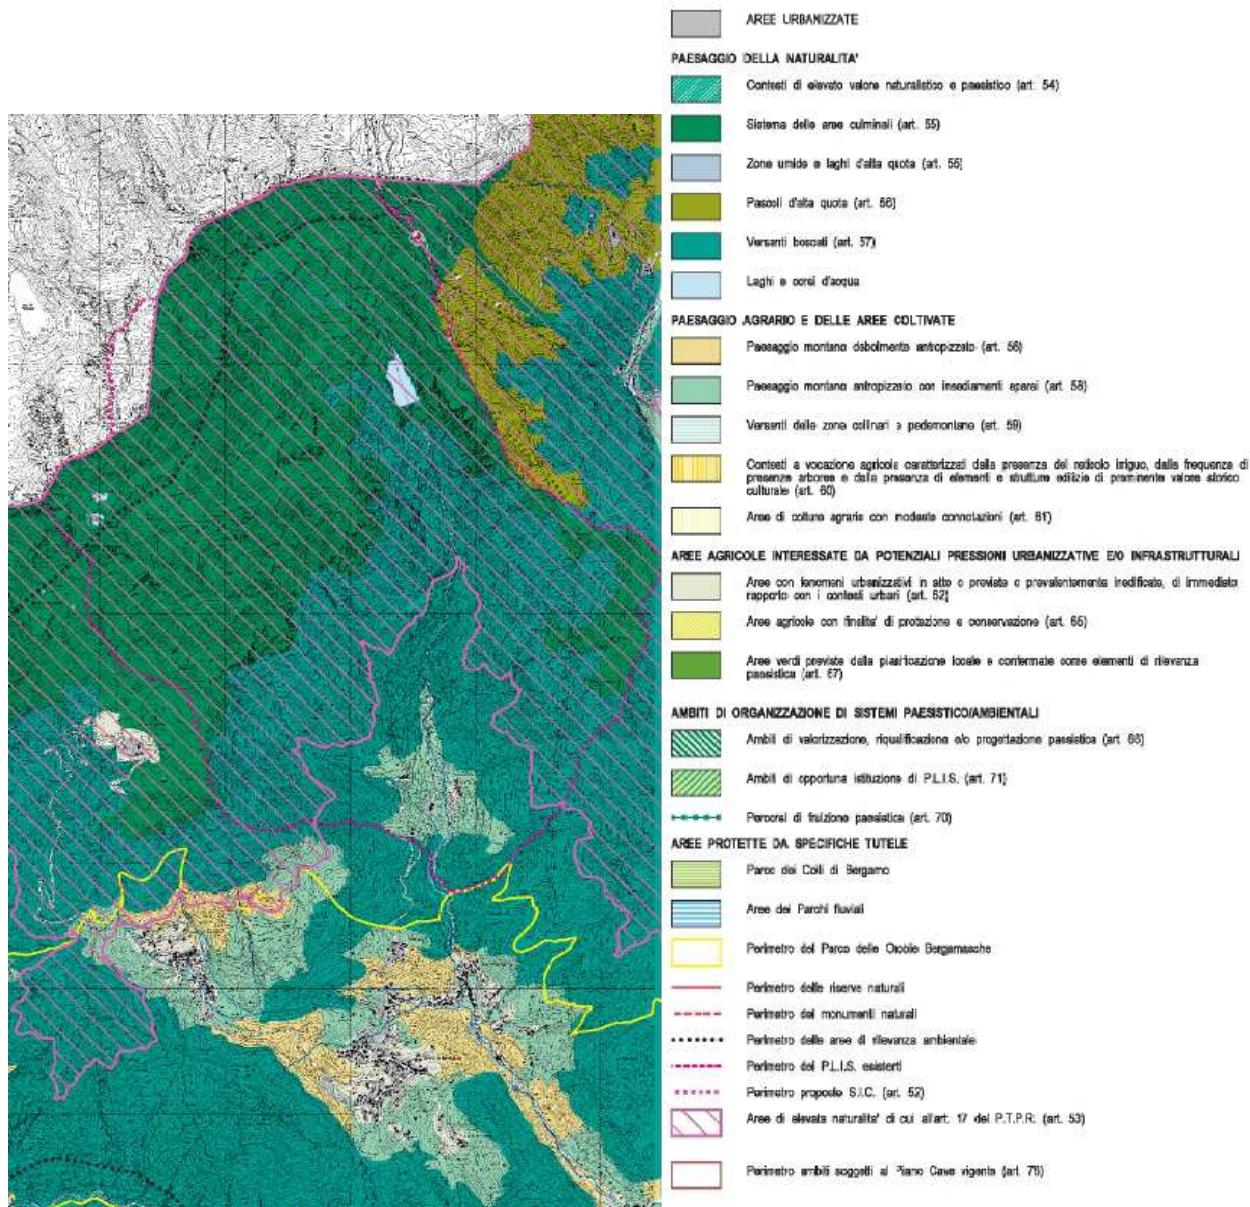 AREE URBANIZZATE
PAESAGGIO DELLA NATURALITA'
Contesti di elevato valore naturalistico e paesistico (art. 54)
Sistema delle aree culminali (art. 55)
Zone umide e laghi d'alta quota (art. 55)
Pascoli d'alta quota (art. 56)
Versanti boscati (art. 57)
Laghi e corsi d'acqua
PAESAGGIO AGRARIO E DELLE AREE COLTIVATE
Paesaggio montano debolmente antropizzato (art. 56)
Paesaggio montano antropizzato con insediamenti sparsi (art. 58)
Versanti delle zone collinari e pedemontane (art. 59)
Contesti a vocazione agricola caratterizzati dalla presenza del reticolo irriguo, dalla frequenza di
presenze arboree e dalla presenza di elementi e strutture edilizie di preminente valore storico
culturale (art. 60)
Aree di colture agrarie con modeste connotazioni (art. 61)
AREE AGRICOLE INTERESSATE DA POTENZIALI PRESSIONI URBANIZZATIVE E/O INFRASTRUTTURALI
Aree con fenomeni urbanizzativi in atto o previste o prevalentemente inedificate, di immediato
rapporto con i contesti urbani (art. 62)
Aree agricole con finalita' di protezione e conservazione (art. 65)
Aree verdi previste dalla pianificazione locale e confermate come elementi di rilevanza
paesistica (art. 67)
AMBITI DI ORGANIZZAZIONE DI SISTEMI PAESISTICO/AMBIENTALI
Ambiti di valorizzazione, riqualificazione e/o progettazione paesistica (art. 66)
Ambiti di opportuna istituzione di P.L.I.S. (art. 71)
Percorsi di fruizione paesistica (art. 70)
AREE PROTETTE DA SPECIFICHE TUTELE
Parco dei Colli di Bergamo
Aree dei Parchi fluviali
Perimetro del Parco delle Orobie Bergamasche
Perimetro delle riserve naturali
Perimetro dei monumenti naturali
Perimetro delle aree di rilevanza ambientale
Perimetro dei P.L.I.S. esistenti
Perimetro proposte S.I.C. (art. 52)
Aree di elevata naturalita' di cui all'art. 17 del P.T.P.R. (art. 53)
Perimetro ambiti soggetti al Piano Cave vigente (art. 76)